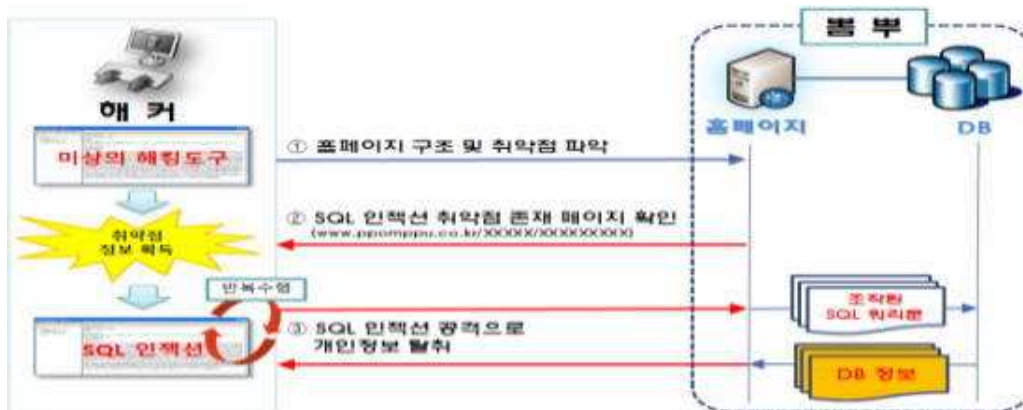 뽐뿌
해커
홈페이지
DB
미상의 해킹도구
① 홈페이지 구조 및 취약점 파악
② SQL 인젝션 취약점 존재 페이지 확인
(www.ppomppu.co.kr/XXXXX/XXXXXXXXX)
취약점
정보 획득
반복수행
조작된
SQL 쿼리문
③ SQL 인젝션 공격으로
개인정보 탈취
SQL 인젝션
DB 정보